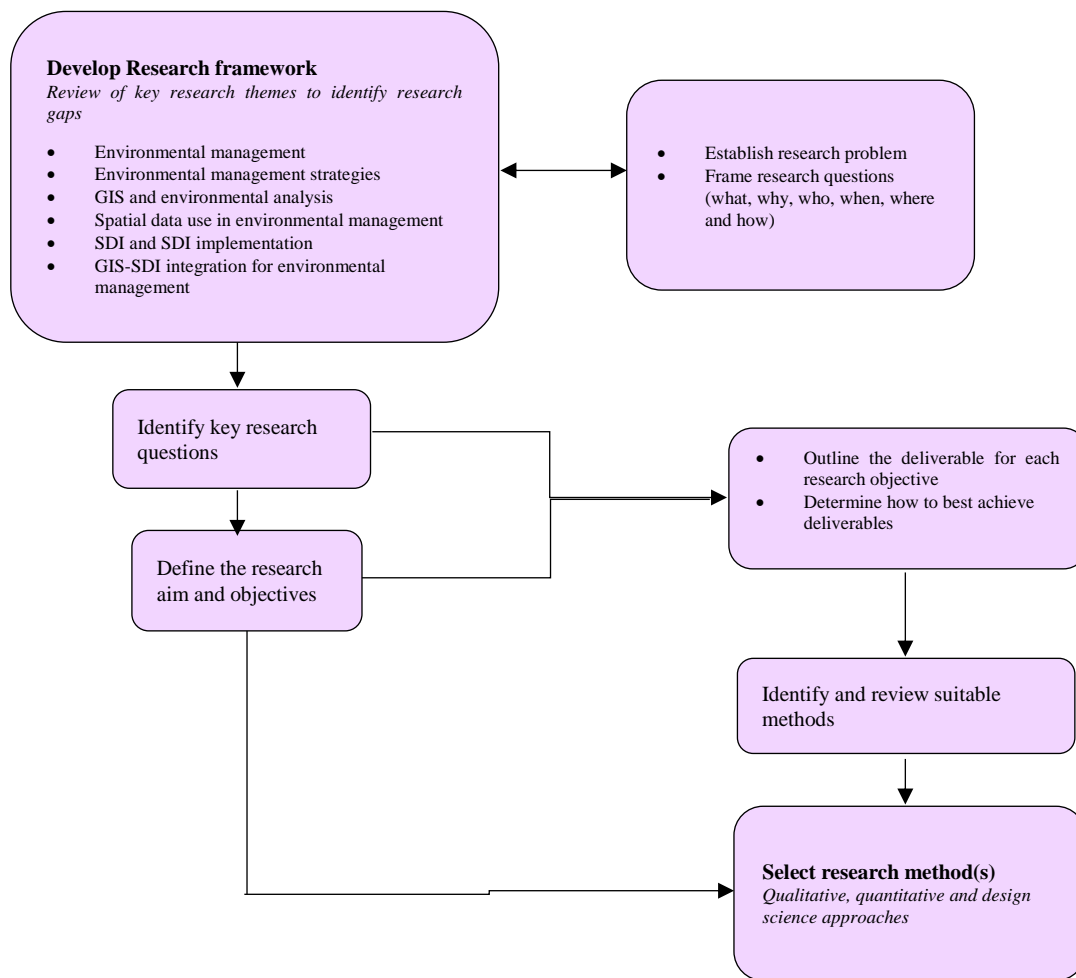 Develop Research framework
Review of key research themes to identify research
gaps
• Environmental management
• Environmental management strategies
• GIS and environmental analysis
• Spatial data use in environmental management
• SDI and SDI implementation
• GIS-SDI integration for environmental
management
• Establish research problem
• Frame research questions
(what, why, who, when, where
and how)
Identify key research
questions
Define the research
aim and objectives
• Outline the deliverable for each
research objective
• Determine how to best achieve
deliverables
Identify and review suitable
methods
Select research method(s)
Qualitative, quantitative and design
science approaches